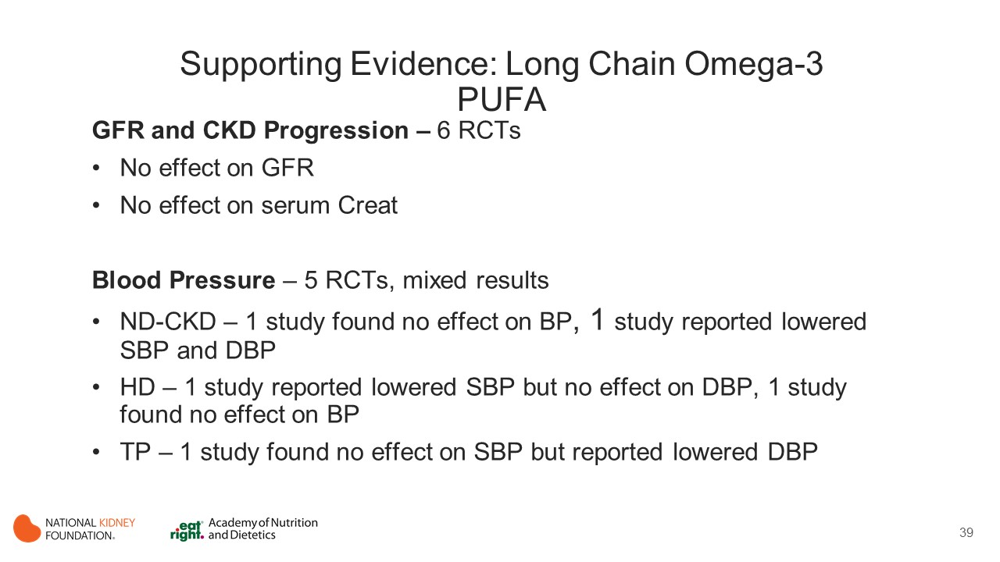 Supporting Evidence: Long Chain Omega-3
PUFA
GFR and CKD Progression – 6 RCTs
• No effect on GFR
• No effect on serum Creat
Blood Pressure – 5 RCTs, mixed results
• ND-CKD – 1 study found no effect on BP, 1 study reported lowered
SBP and DBP
• HD – 1 study reported lowered SBP but no effect on DBP, 1 study
found no effect on BP
• TP – 1 study found no effect on SBP but reported lowered DBP
NATIONAL KIDNEY
FOUNDATION®
eat
right.
Academy of Nutrition
and Dietetics
39